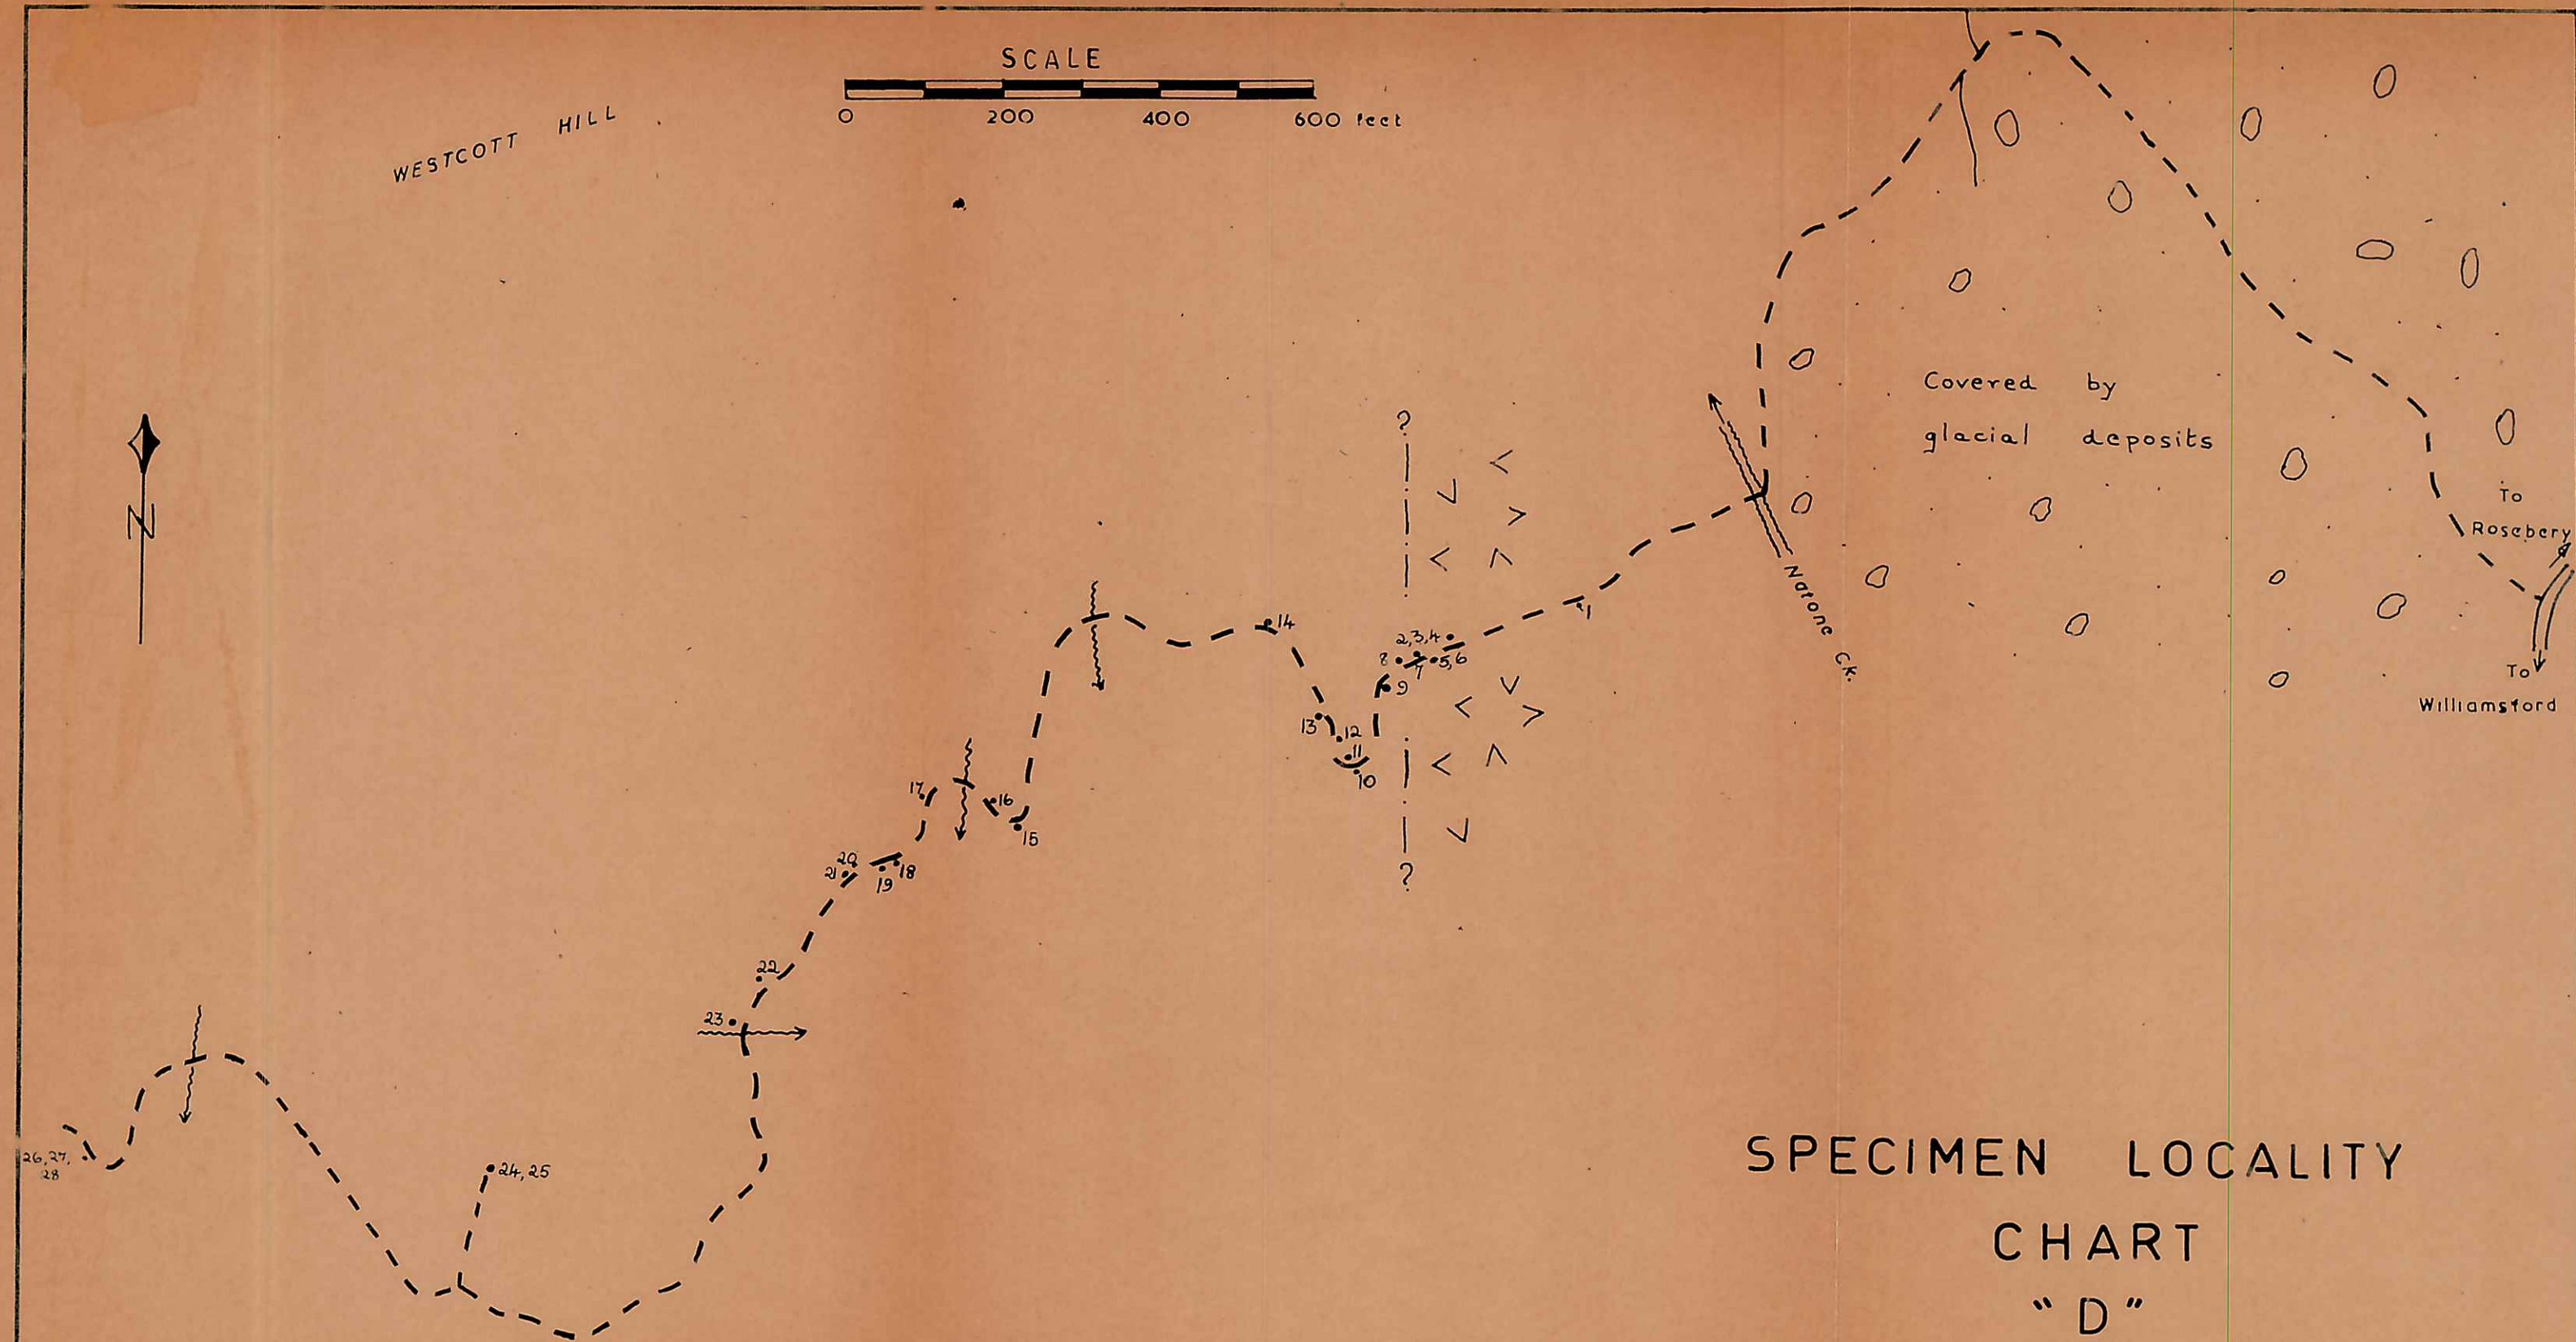 SCALE
0 200 400 600 feet
WESTCOTT HILL
N
?
Covered by
glacial deposits
To
Rosebery
Natone Ck.
To
Williamsford
1
2,3,4
5,6
7
8
9
14
13
12
11
10
17
16
15
20
21
18
19
?
22
23
24,25
26,27,
28
SPECIMEN LOCALITY
CHART
"D"